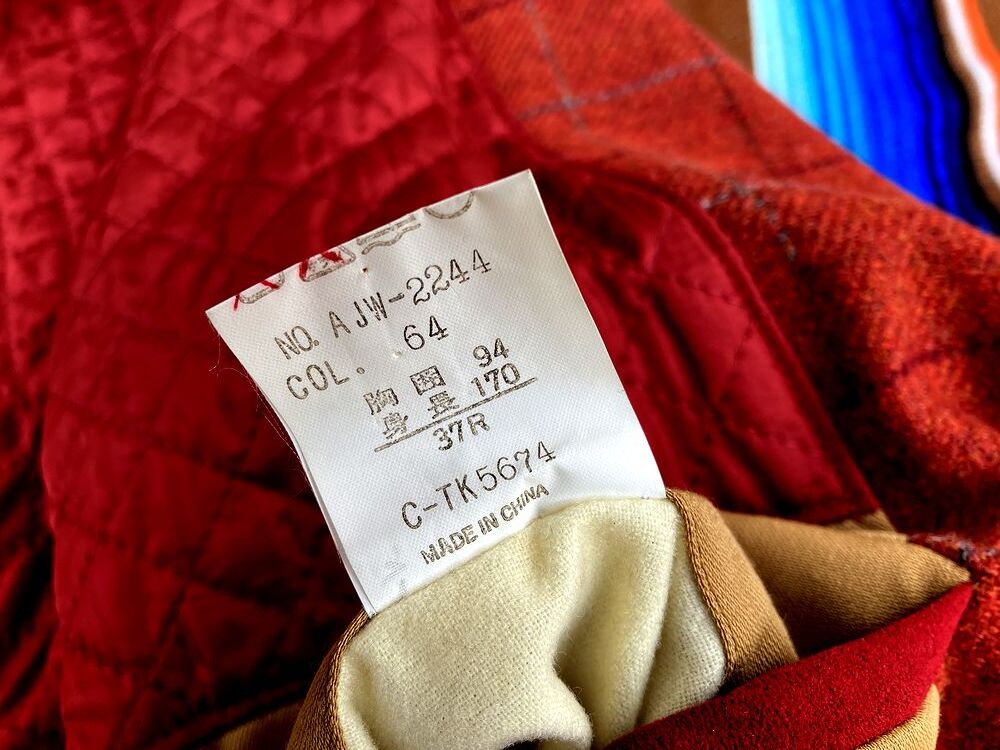 NO. AJW-2244
COL. 64
胸囲 94
身長 170
37R
C-TK5674
MADE IN CHINA